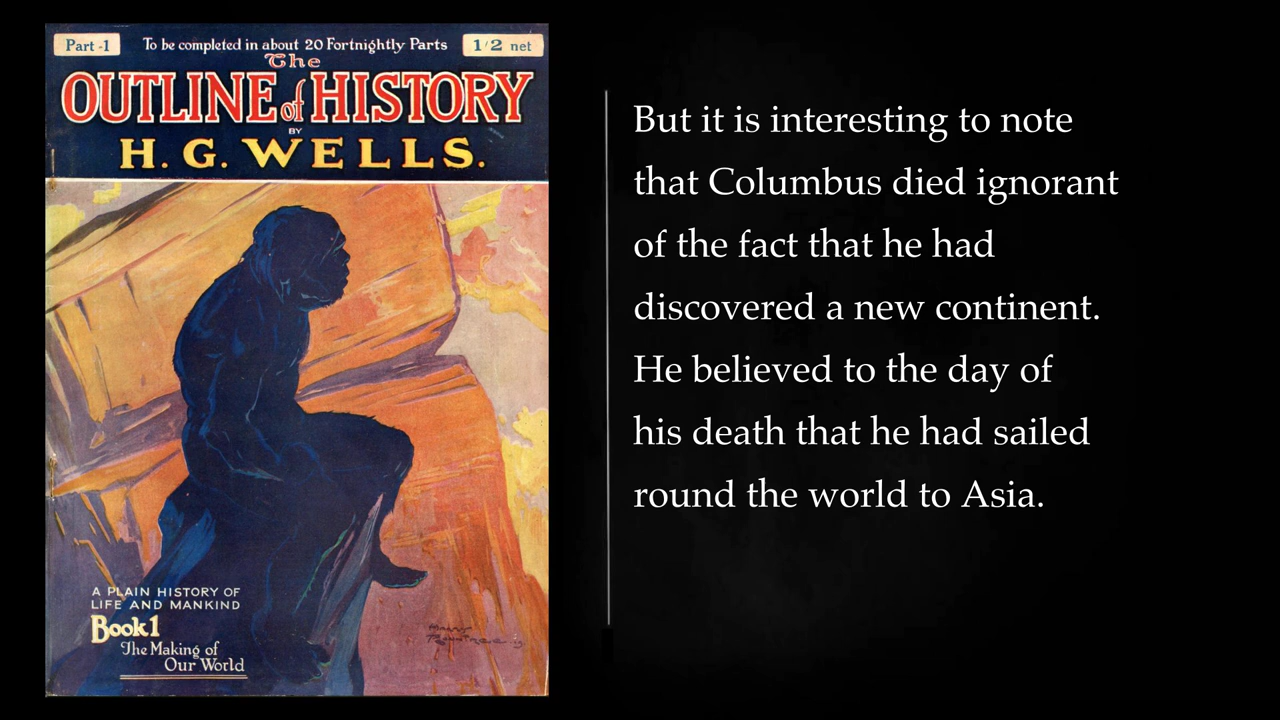 Part -1
To be completed in about 20 Fortnightly Parts
1/2 net
The
OUTLINE of HISTORY
BY
H. G. WELLS.
A PLAIN HISTORY OF
LIFE AND MANKIND
Book 1
The Making of
Our World
But it is interesting to note
that Columbus died ignorant
of the fact that he had
discovered a new continent.
He believed to the day of
his death that he had sailed
round the world to Asia.